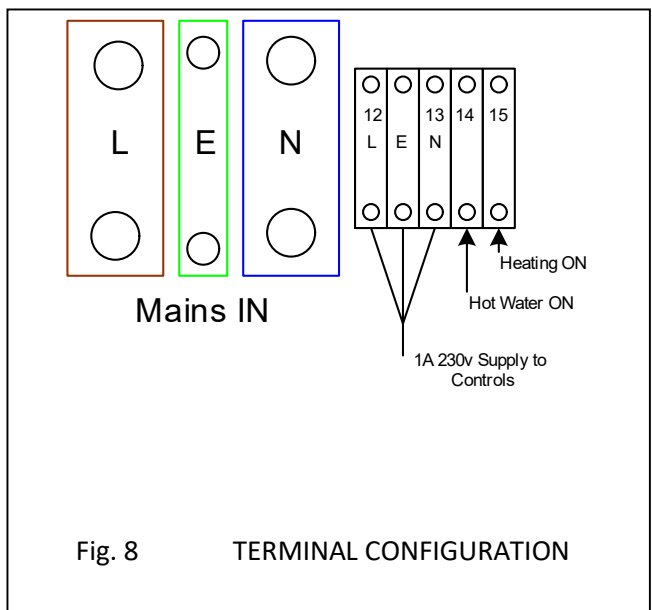 L E N
Mains IN
12 13 14 15
L E N
Heating ON
Hot Water ON
1A 230v Supply to
Controls
Fig. 8 TERMINAL CONFIGURATION